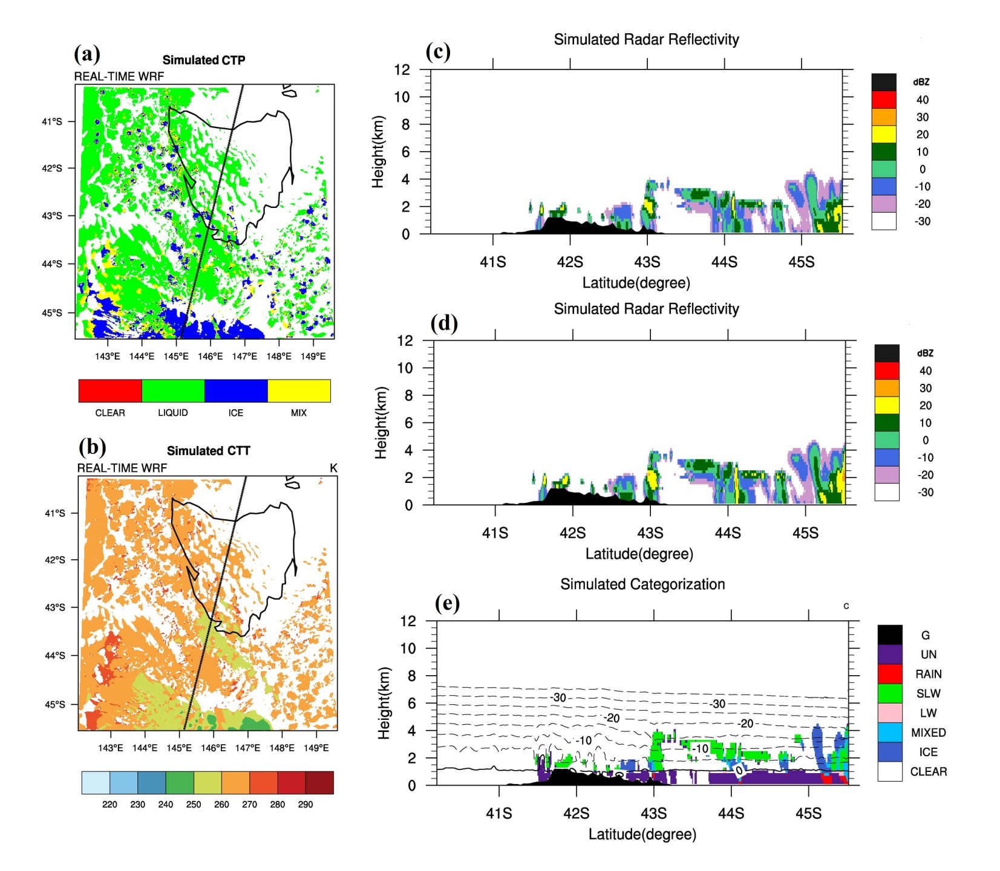 (a)
Simulated CTP
REAL-TIME WRF
41°S
42°S
43°S
44°S
45°S
143°E 144°E 145°E 146°E 147°E 148°E 149°E
CLEAR LIQUID ICE MIX
(b)
Simulated CTT
REAL-TIME WRF K
41°S
42°S
43°S
44°S
45°S
143°E 144°E 145°E 146°E 147°E 148°E 149°E
220 230 240 250 260 270 280 290
(c)
Simulated Radar Reflectivity
Height(km)
12
10
8
6
4
2
0
41S 42S 43S 44S 45S
Latitude(degree)
dBZ
40
30
20
10
0
-10
-20
-30
(d)
Simulated Radar Reflectivity
Height(km)
12
10
8
6
4
2
0
41S 42S 43S 44S 45S
Latitude(degree)
dBZ
40
30
20
10
0
-10
-20
-30
(e)
Simulated Categorization
C
Height(km)
12
10
8
6
4
2
0
-30 -30
-20 -20
-10 -10
0 0 0
41S 42S 43S 44S 45S
Latitude(degree)
G
UN
RAIN
SLW
LW
MIXED
ICE
CLEAR